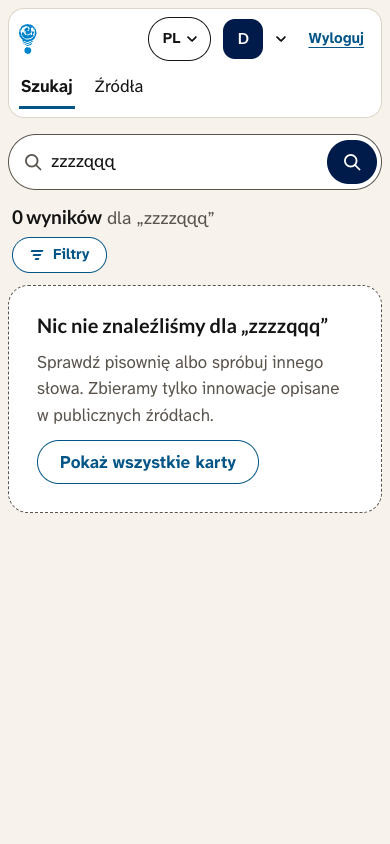 PL
D
Wyloguj
Szukaj
Źródła
zzzzqqq
0 wyników dla „zzzzqqq”
Filtry
Nic nie znaleźliśmy dla „zzzzqqq”
Sprawdź pisownię albo spróbuj innego
słowa. Zbieramy tylko innowacje opisane
w publicznych źródłach.
Pokaż wszystkie karty